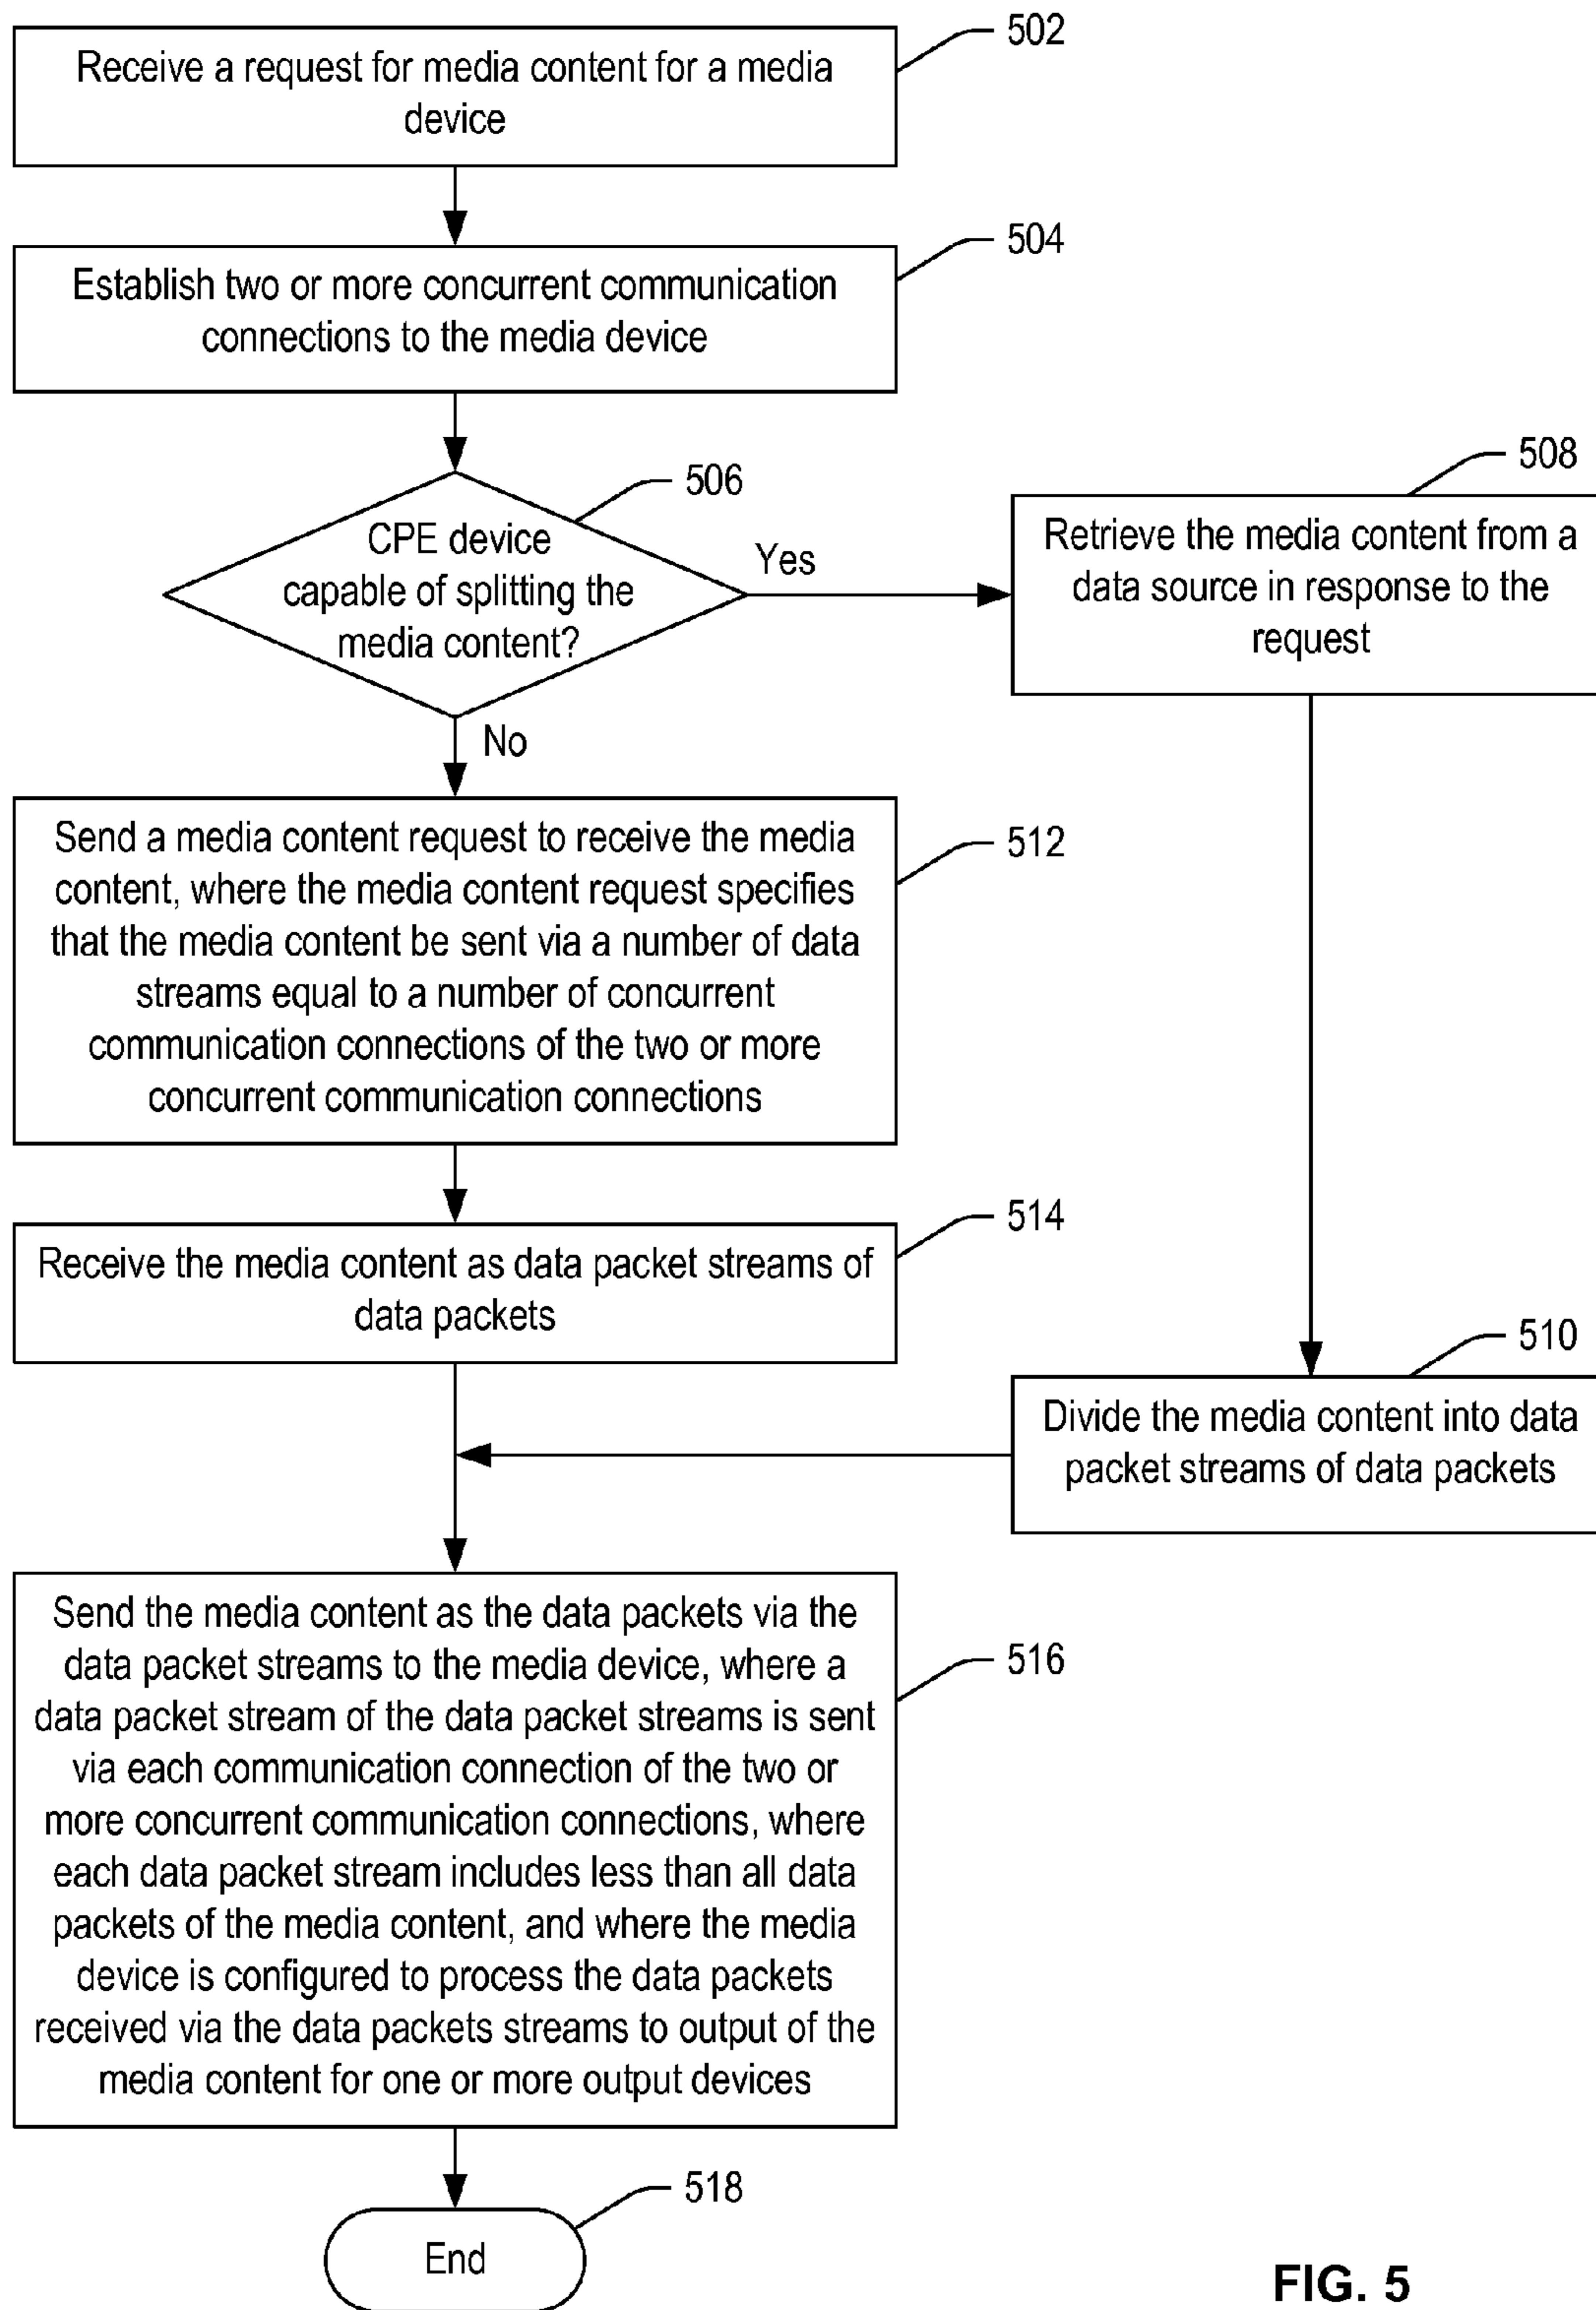 502
Receive a request for media content for a media
device
504
Establish two or more concurrent communication
connections to the media device
506
CPE device
capable of splitting the
media content?
Yes
No
508
Retrieve the media content from a
data source in response to the
request
512
Send a media content request to receive the media
content, where the media content request specifies
that the media content be sent via a number of data
streams equal to a number of concurrent
communication connections of the two or more
concurrent communication connections
514
Receive the media content as data packet streams of
data packets
510
Divide the media content into data
packet streams of data packets
516
Send the media content as the data packets via the
data packet streams to the media device, where a
data packet stream of the data packet streams is sent
via each communication connection of the two or
more concurrent communication connections, where
each data packet stream includes less than all data
packets of the media content, and where the media
device is configured to process the data packets
received via the data packets streams to output of the
media content for one or more output devices
518
End
FIG. 5